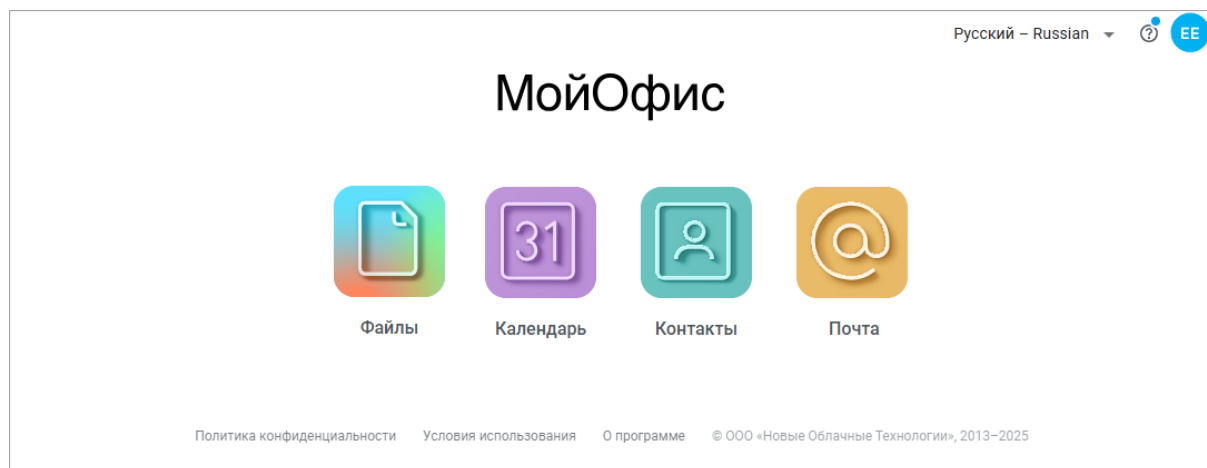 Русский – Russian
EE
МойОфис
31
@
Файлы Календарь Контакты Почта
Политика конфиденциальности Условия использования О программе © ООО «Новые Облачные Технологии», 2013–2025